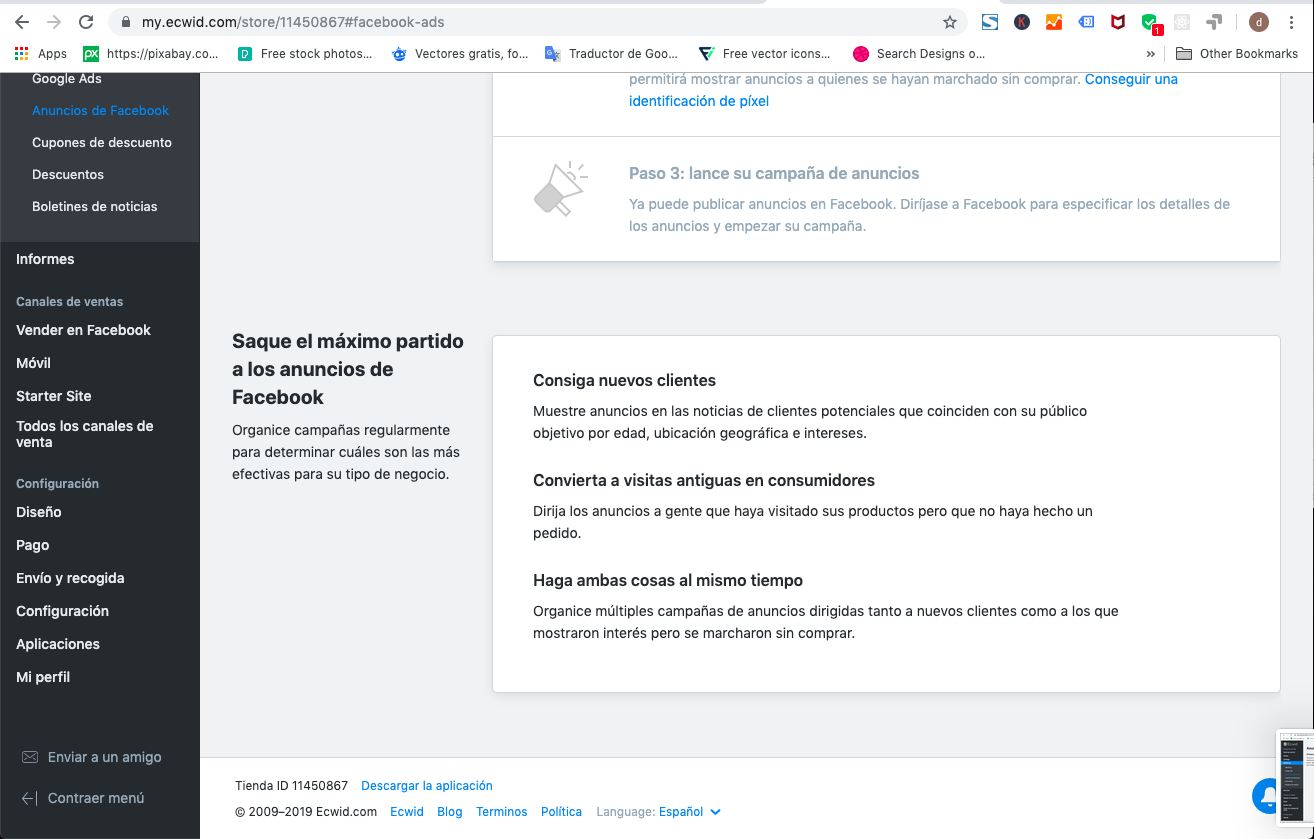 my.ecwid.com/store/11450867#facebook-ads
1
d
Apps
px
https://pixabay.co...
Free stock photos...
Vectores gratis, fo...
Traductor de Goo...
Free vector icons...
Search Designs o...
»
Other Bookmarks
Google Ads
Anuncios de Facebook
Cupones de descuento
Descuentos
Boletines de noticias
Informes
Canales de ventas
Vender en Facebook
Móvil
Starter Site
Todos los canales de
venta
Configuración
Diseño
Pago
Envío y recogida
Configuración
Aplicaciones
Mi perfil
Enviar a un amigo
Contraer menú
permitirá mostrar anuncios a quienes se hayan marchado sin comprar. Conseguir una
identificación de píxel
Paso 3: lance su campaña de anuncios
Ya puede publicar anuncios en Facebook. Diríjase a Facebook para especificar los detalles de
los anuncios y empezar su campaña.
Saque el máximo partido
a los anuncios de
Facebook
Organice campañas regularmente
para determinar cuáles son las más
efectivas para su tipo de negocio.
Consiga nuevos clientes
Muestre anuncios en las noticias de clientes potenciales que coinciden con su público
objetivo por edad, ubicación geográfica e intereses.
Convierta a visitas antiguas en consumidores
Dirija los anuncios a gente que haya visitado sus productos pero que no haya hecho un
pedido.
Haga ambas cosas al mismo tiempo
Organice múltiples campañas de anuncios dirigidas tanto a nuevos clientes como a los que
mostraron interés pero se marcharon sin comprar.
Tienda ID 11450867 Descargar la aplicación
© 2009–2019 Ecwid.com Ecwid Blog Terminos Política Language: Español